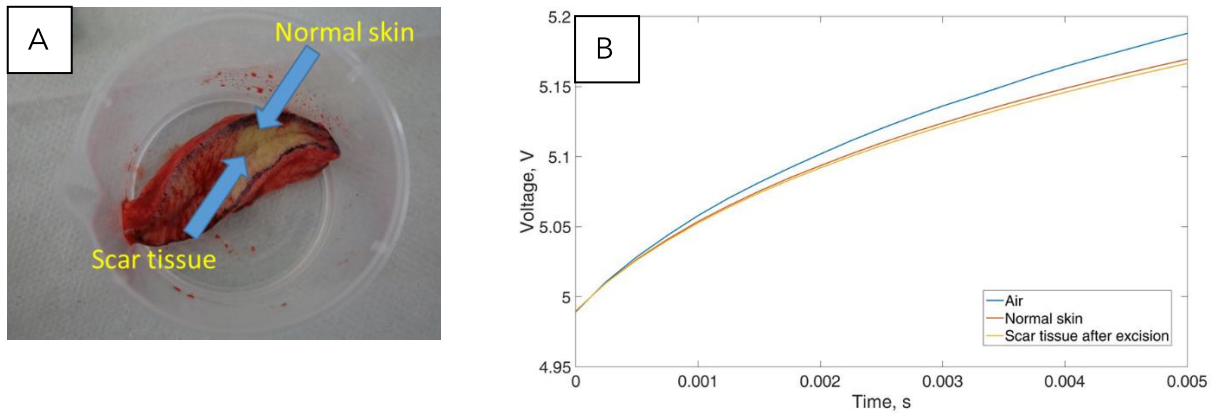 A
Normal skin
Scar tissue
B
5.2
5.15
5.1
5.05
5
4.95
Voltage, V
0
0.001
0.002
0.003
0.004
0.005
Time, s
Air
Normal skin
Scar tissue after excision